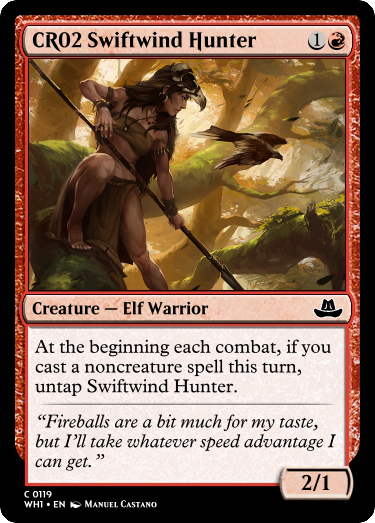 CR02 Swiftwind Hunter 1
Creature — Elf Warrior
At the beginning each combat, if you
cast a noncreature spell this turn,
untap Swiftwind Hunter.
“Fireballs are a bit much for my taste,
but I’ll take whatever speed advantage I
can get.”
2/1
C 0119
WH1 • EN Manuel Castano